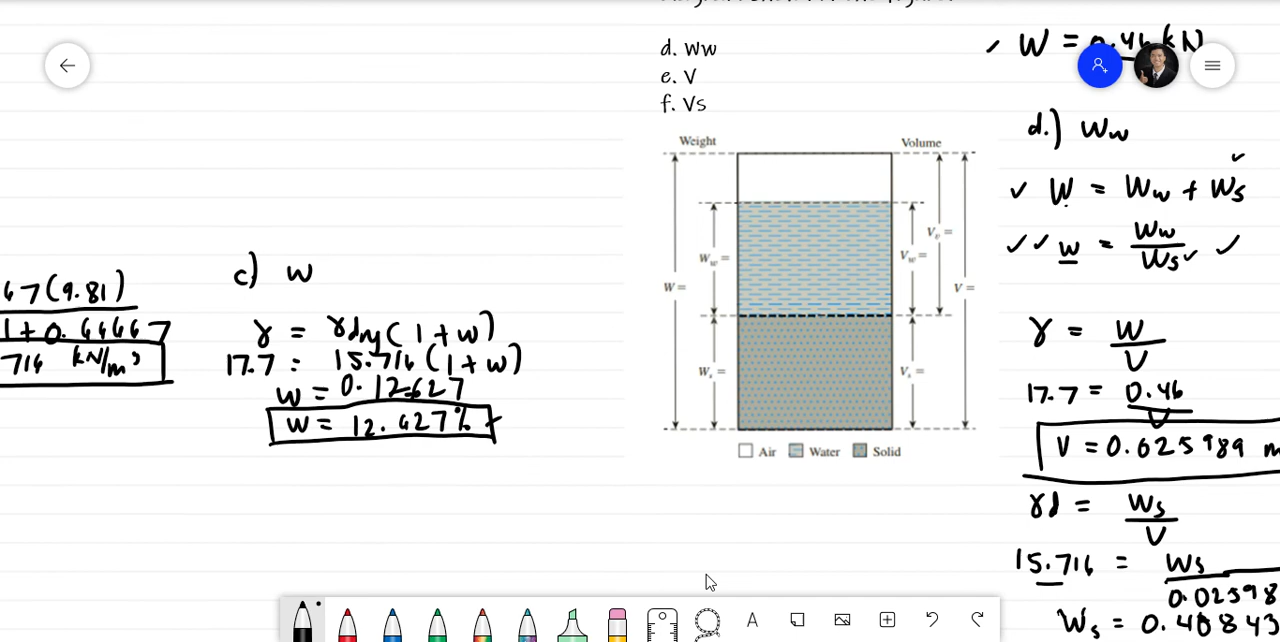 d. Ww
e. V
f. Vs
Weight
Volume
W =
Ww =
Ws =
Vv =
Vw =
V =
Vs =
Air Water Solid
67(9.81)
1+0.66667
716 kN/m³
c) w
γ = γdry(1+w)
17.7 = 15.716(1+w)
w = 0.12627
w = 12.627%
W = 0.46 kN
d.) Ww
W = Ww + Ws
w = Ww
Ws
γ = W
V
17.7 = 0.46
V
V = 0.025989 m
γd = Ws
V
15.716 = Ws
0.02598
Ws = 0.40843
A